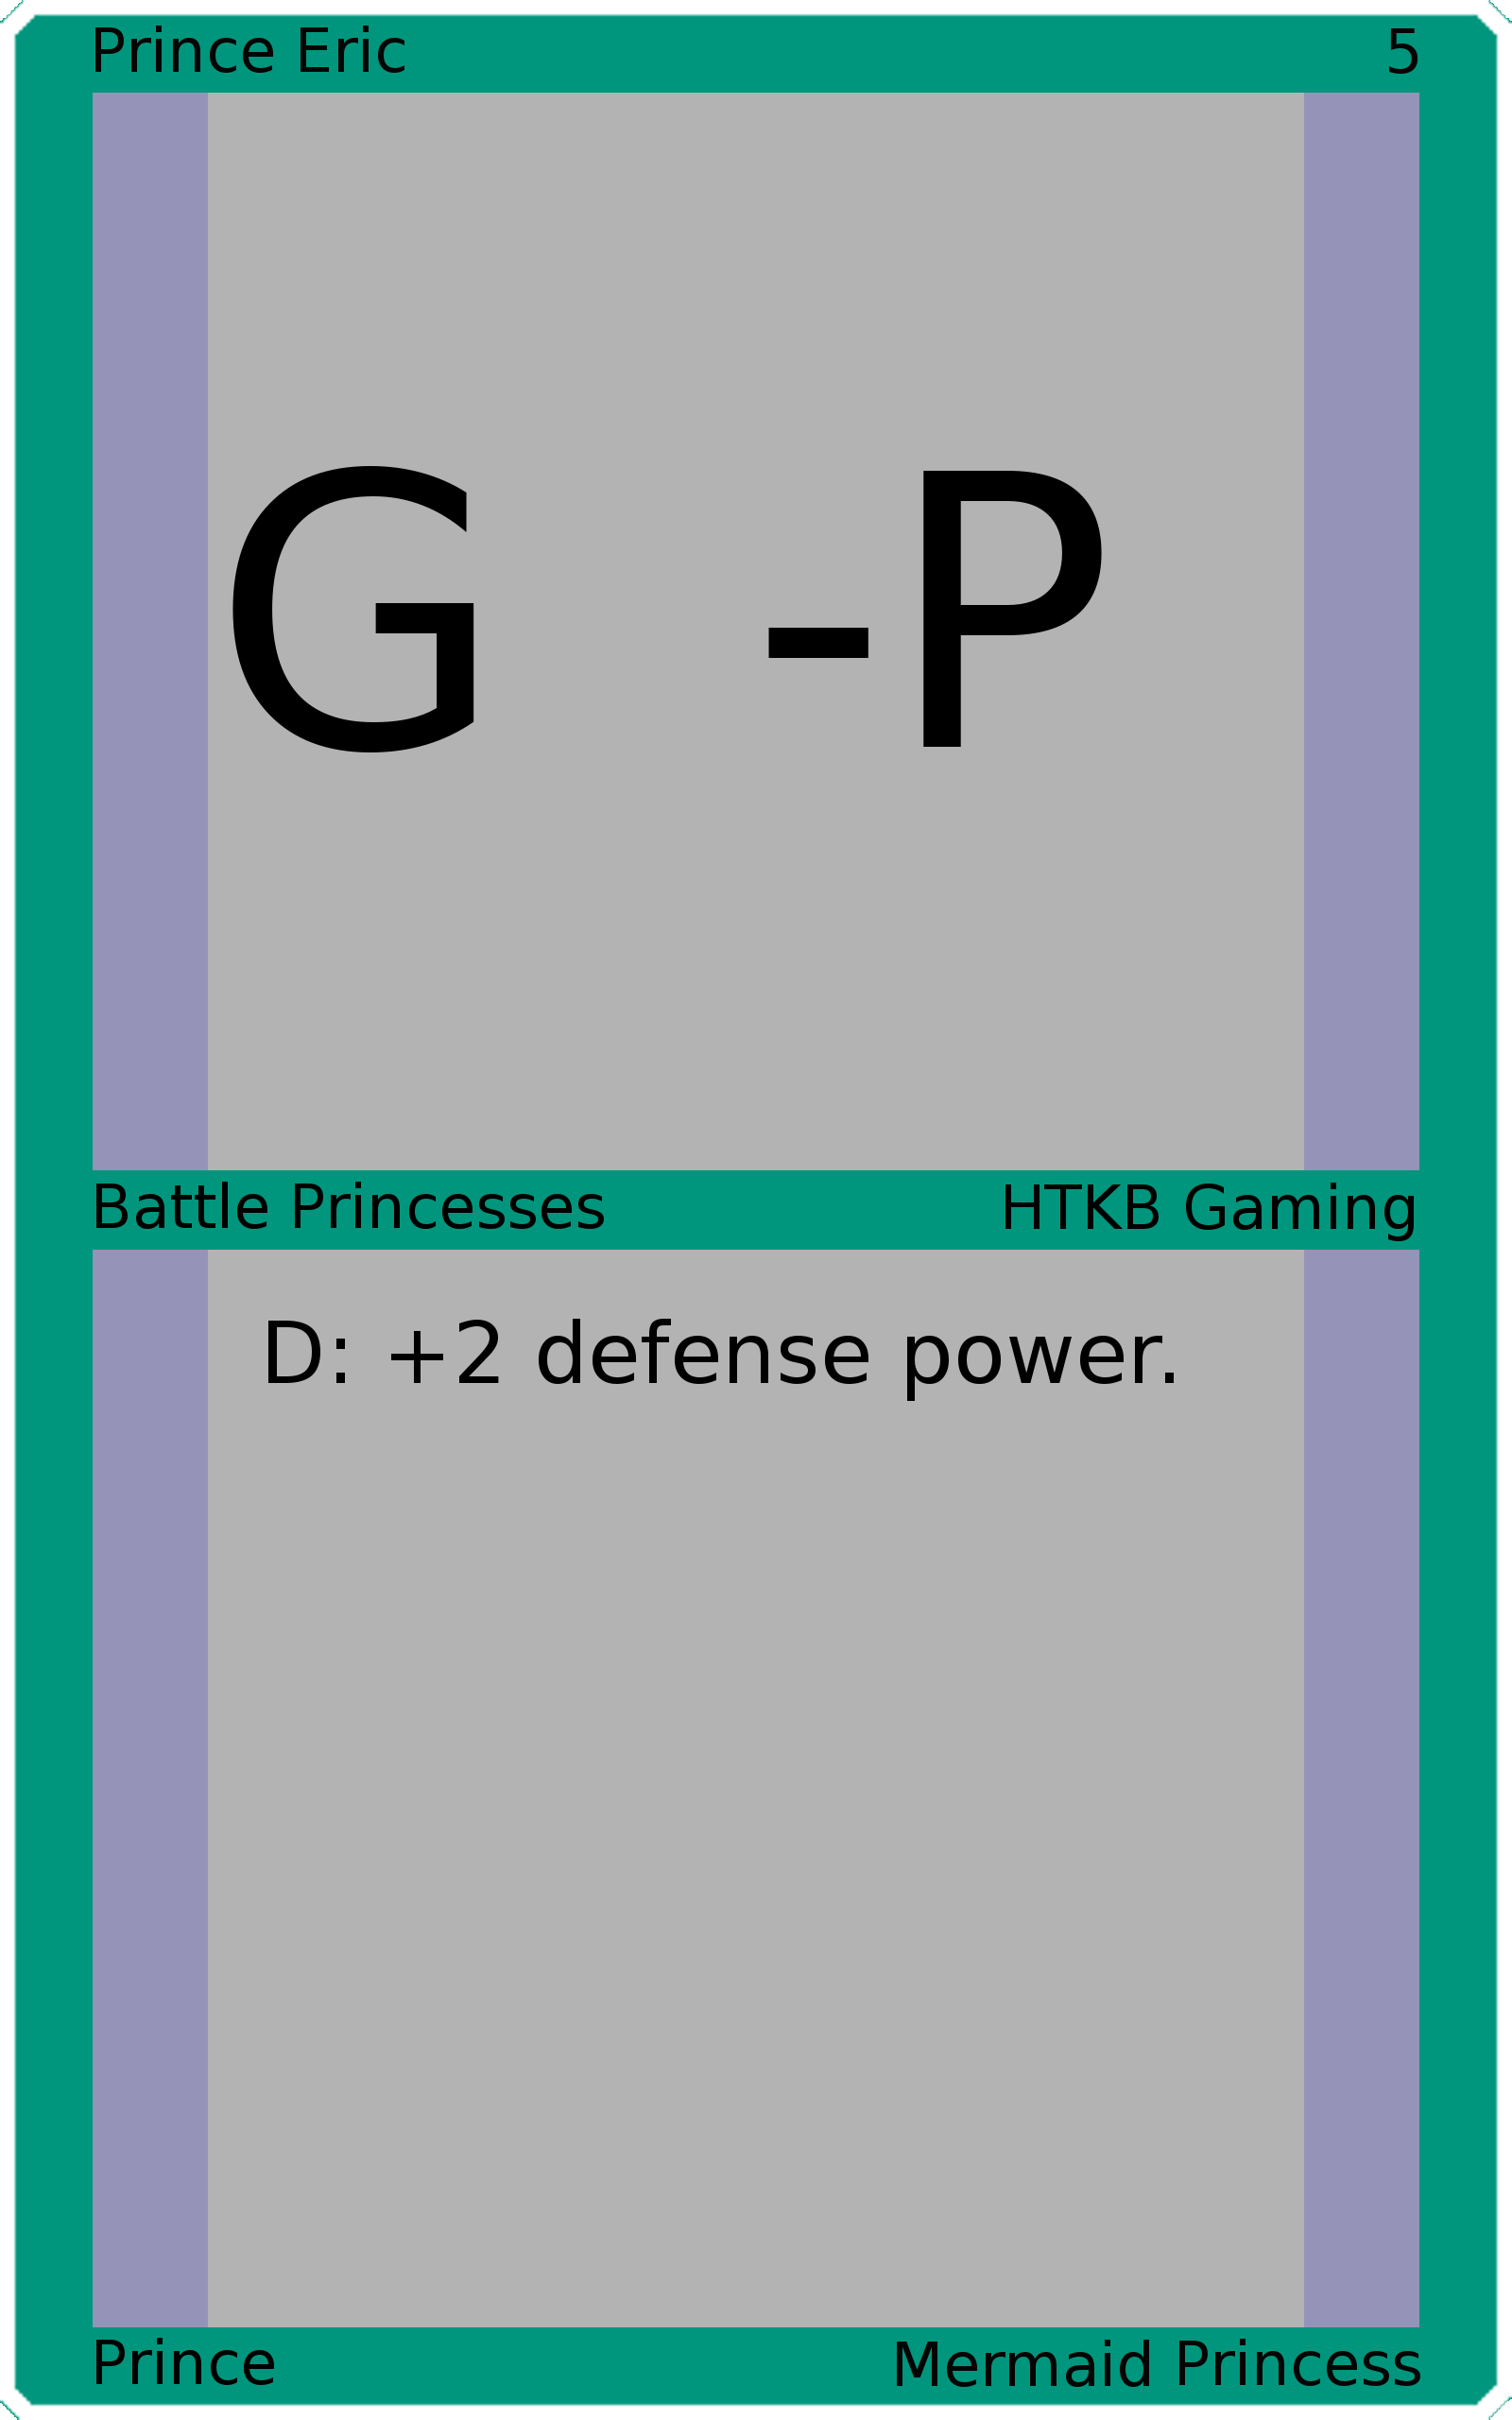 Prince Eric 5
G -P
Battle Princesses HTKB Gaming
D: +2 defense power.
Prince Mermaid Princess